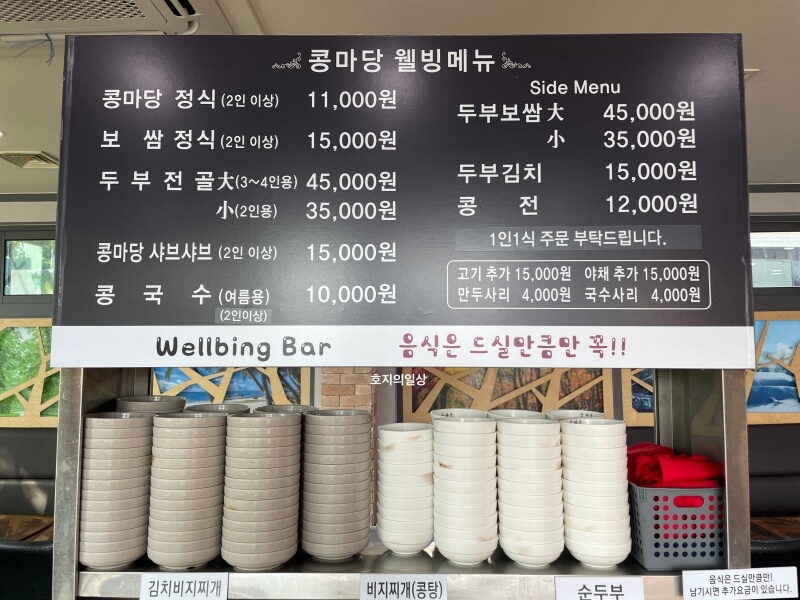 콩마당 웰빙메뉴
콩마당 정식 (2인 이상) 11,000원
보 쌈 정식 (2인 이상) 15,000원
두 부 전 골 大 (3~4인용) 45,000원
小 (2인용) 35,000원
콩마당 샤브샤브 (2인 이상) 15,000원
콩 국 수 (여름용) 10,000원
(2인이상)
Side Menu
두부보쌈 大 45,000원
小 35,000원
두부김치 15,000원
콩 전 12,000원
1인1식 주문 부탁드립니다.
고기 추가 15,000원 야채 추가 15,000원
만두사리 4,000원 국수사리 4,000원
Wellbing Bar 음식은 드실만큼만 꼭!!
호지의일상
김치비지찌개
비지찌개(콩탕)
순두부
음식은 드실만큼만!
남기시면 추가요금이 있습니다.